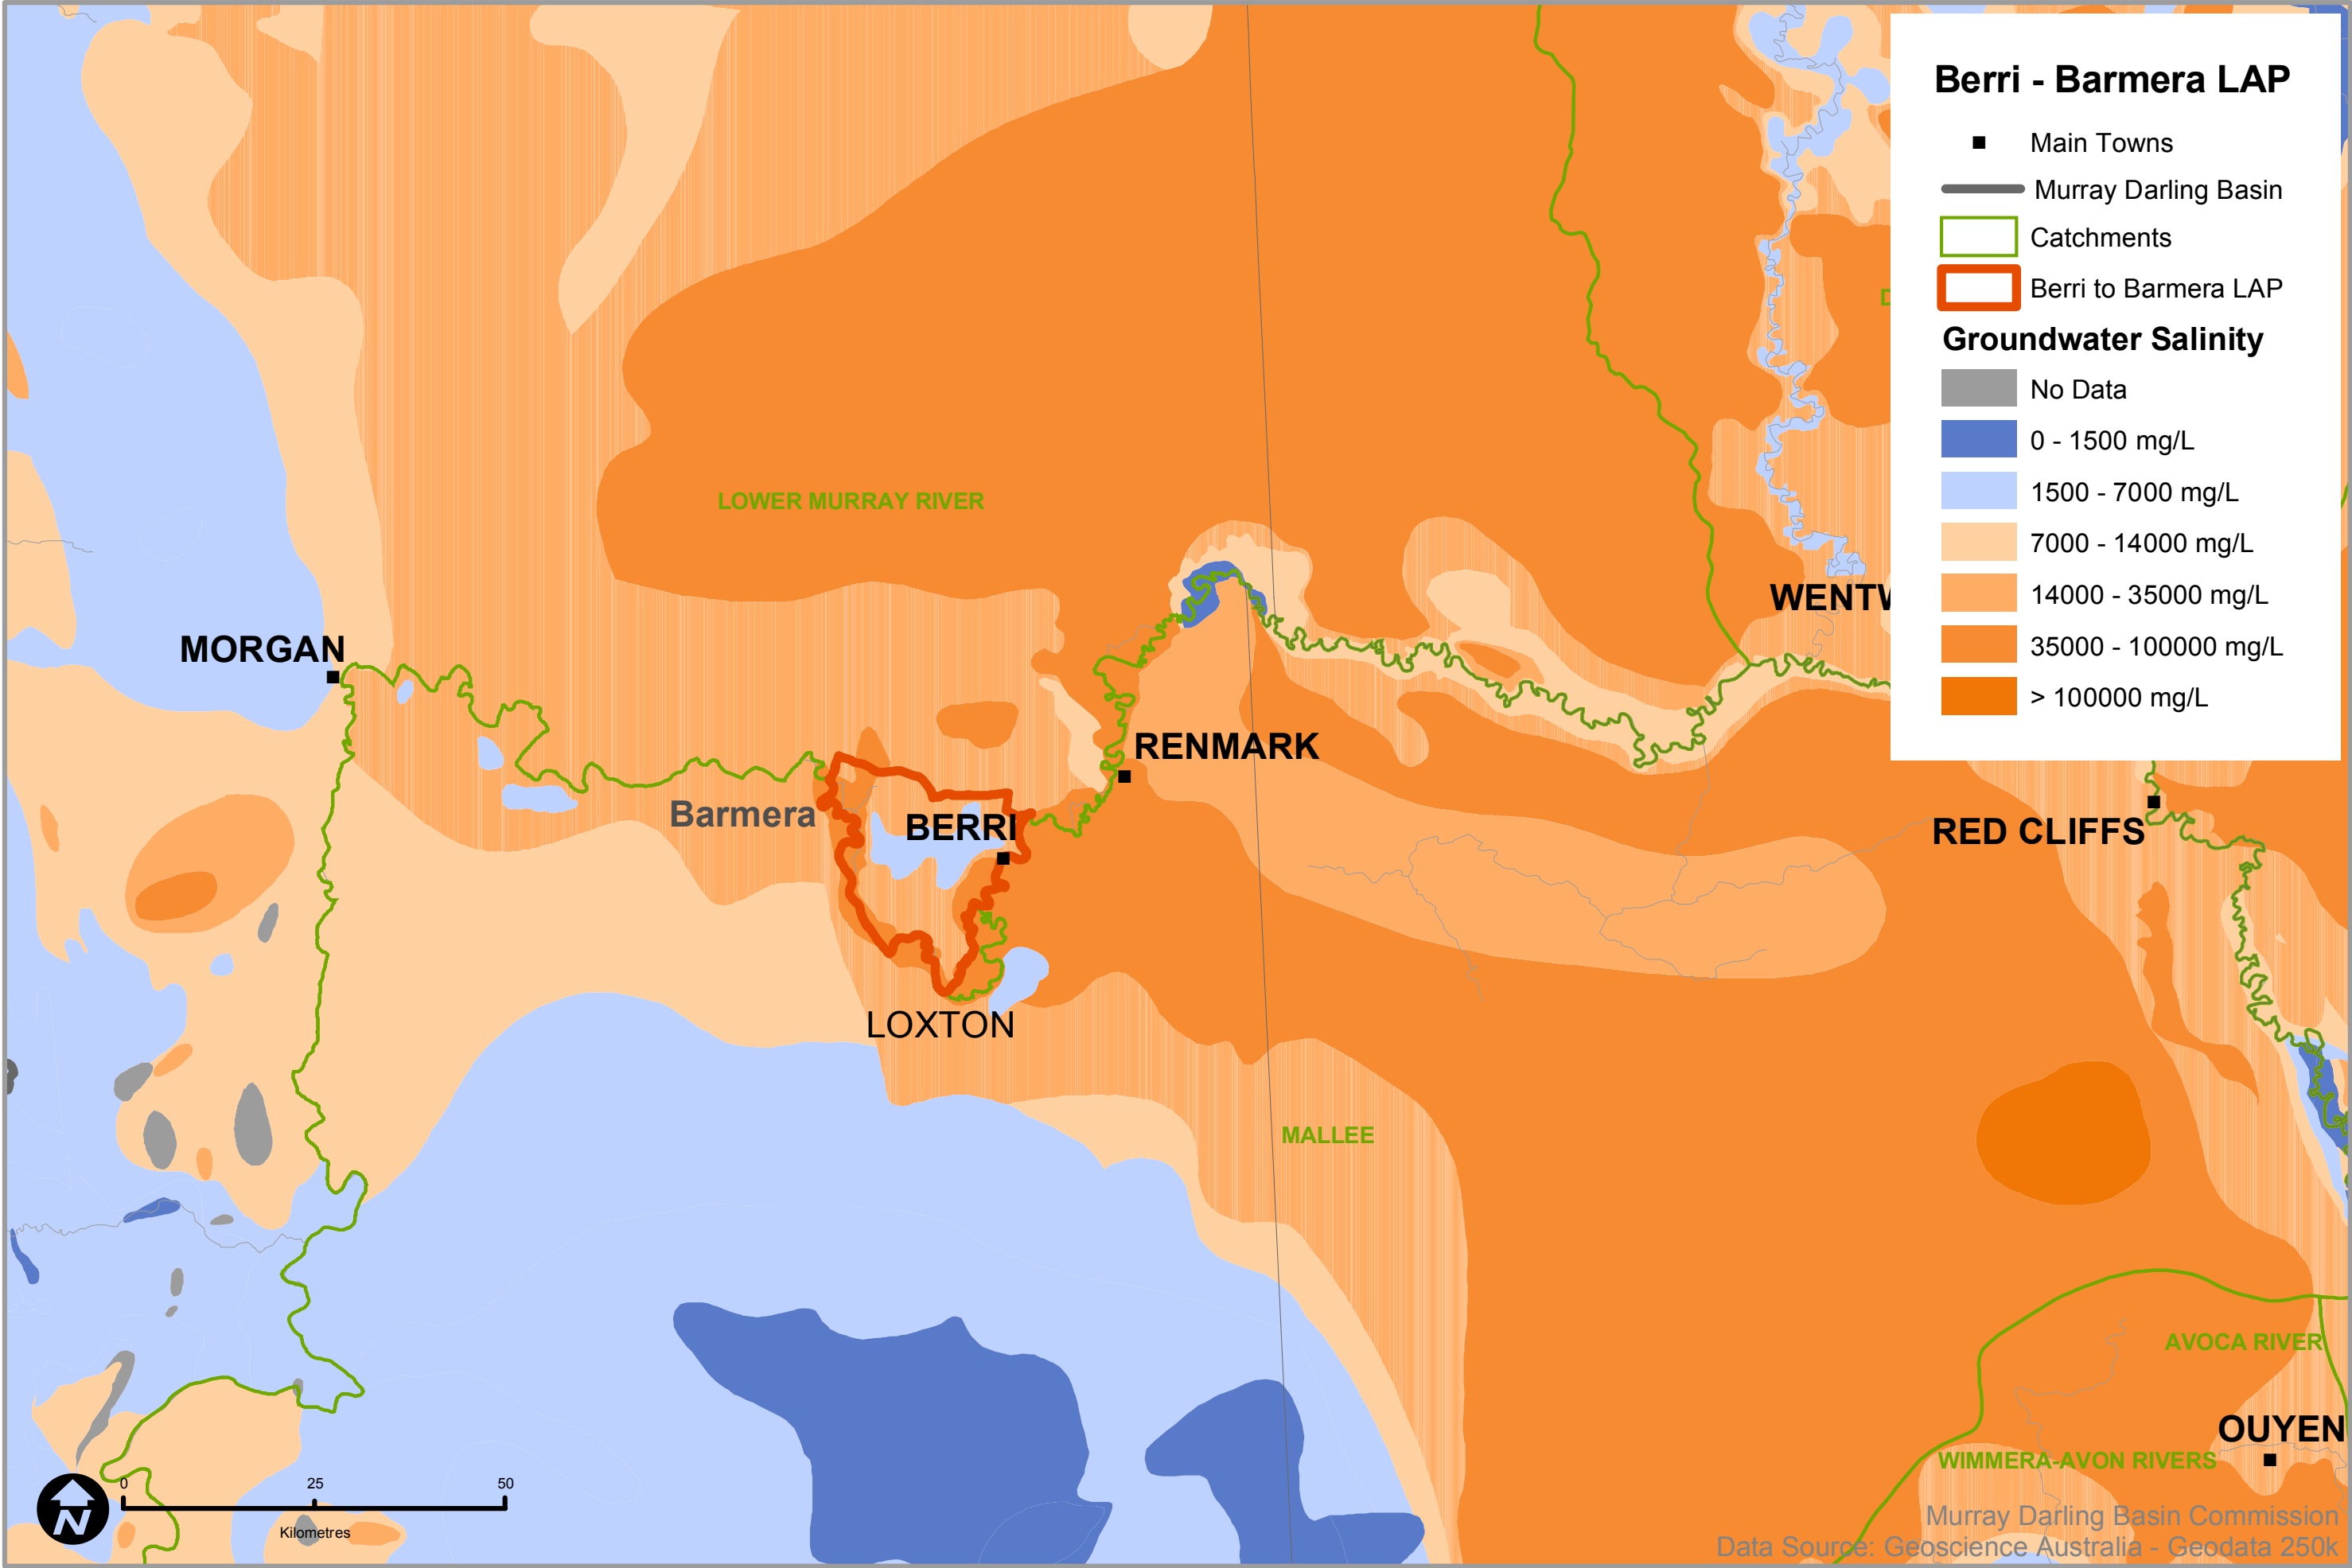 Berri - Barmera LAP
Main Towns
Murray Darling Basin
Catchments
Berri to Barmera LAP
Groundwater Salinity
No Data
0 - 1500 mg/L
1500 - 7000 mg/L
7000 - 14000 mg/L
14000 - 35000 mg/L
35000 - 100000 mg/L
> 100000 mg/L
D
LOWER MURRAY RIVER
WENTW
MORGAN
RENMARK
Barmera
BERRI
RED CLIFFS
LOXTON
MALLEE
AVOCA RIVER
OUYEN
WIMMERA-AVON RIVERS
0 25 50
Kilometres
N
Murray Darling Basin Commission
Data Source: Geoscience Australia - Geodata 250k